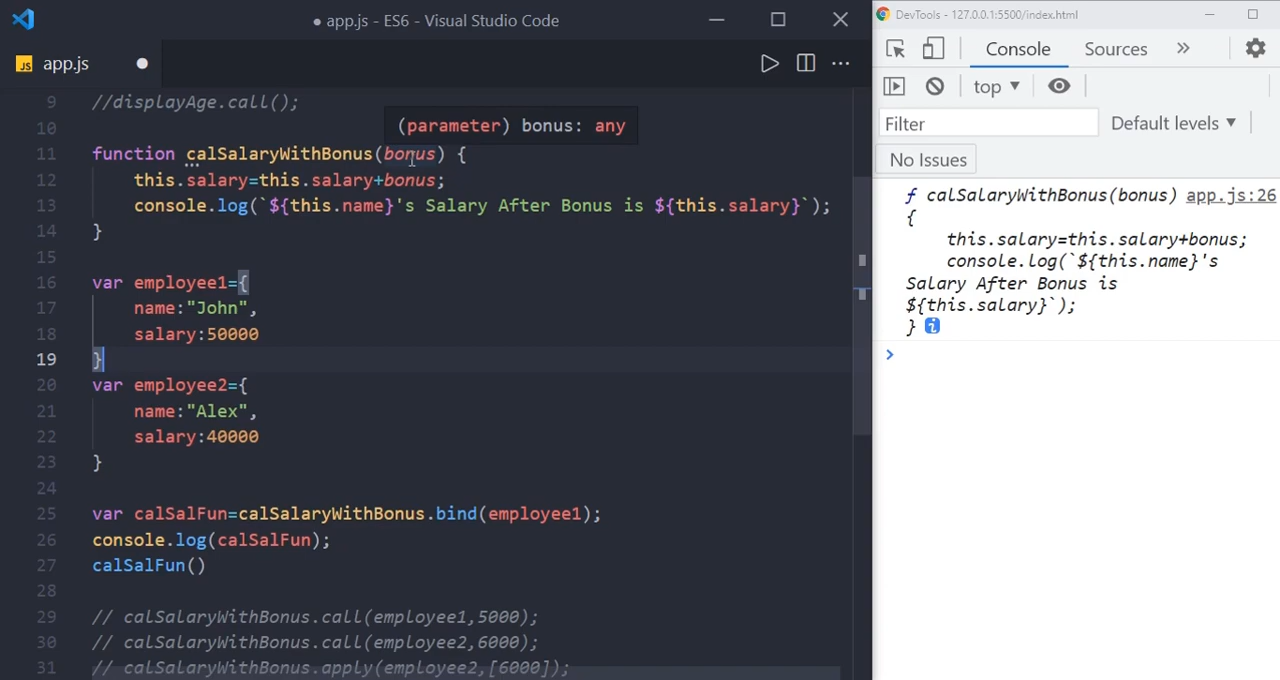 ● app.js - ES6 - Visual Studio Code
JS app.js ●
9 //displayAge.call();
10
(parameter) bonus: any
11 function calSalaryWithBonus(bonus) {
12 this.salary=this.salary+bonus;
13 console.log(`${this.name}'s Salary After Bonus is ${this.salary}`);
14 }
15
16 var employee1={
17 name:"John",
18 salary:50000
19 }
20 var employee2={
21 name:"Alex",
22 salary:40000
23 }
24
25 var calSalFun=calSalaryWithBonus.bind(employee1);
26 console.log(calSalFun);
27 calSalFun()
28
29 // calSalaryWithBonus.call(employee1,5000);
30 // calSalaryWithBonus.call(employee2,6000);
31 // calSalaryWithBonus.apply(employee2,[6000]);
DevTools - 127.0.0.1:5500/index.html
Console Sources »
top ▼
Filter Default levels ▼
No Issues
ƒ calSalaryWithBonus(bonus) app.js:26
{
this.salary=this.salary+bonus;
console.log(`${this.name}'s
Salary After Bonus is
${this.salary}`);
} i
>